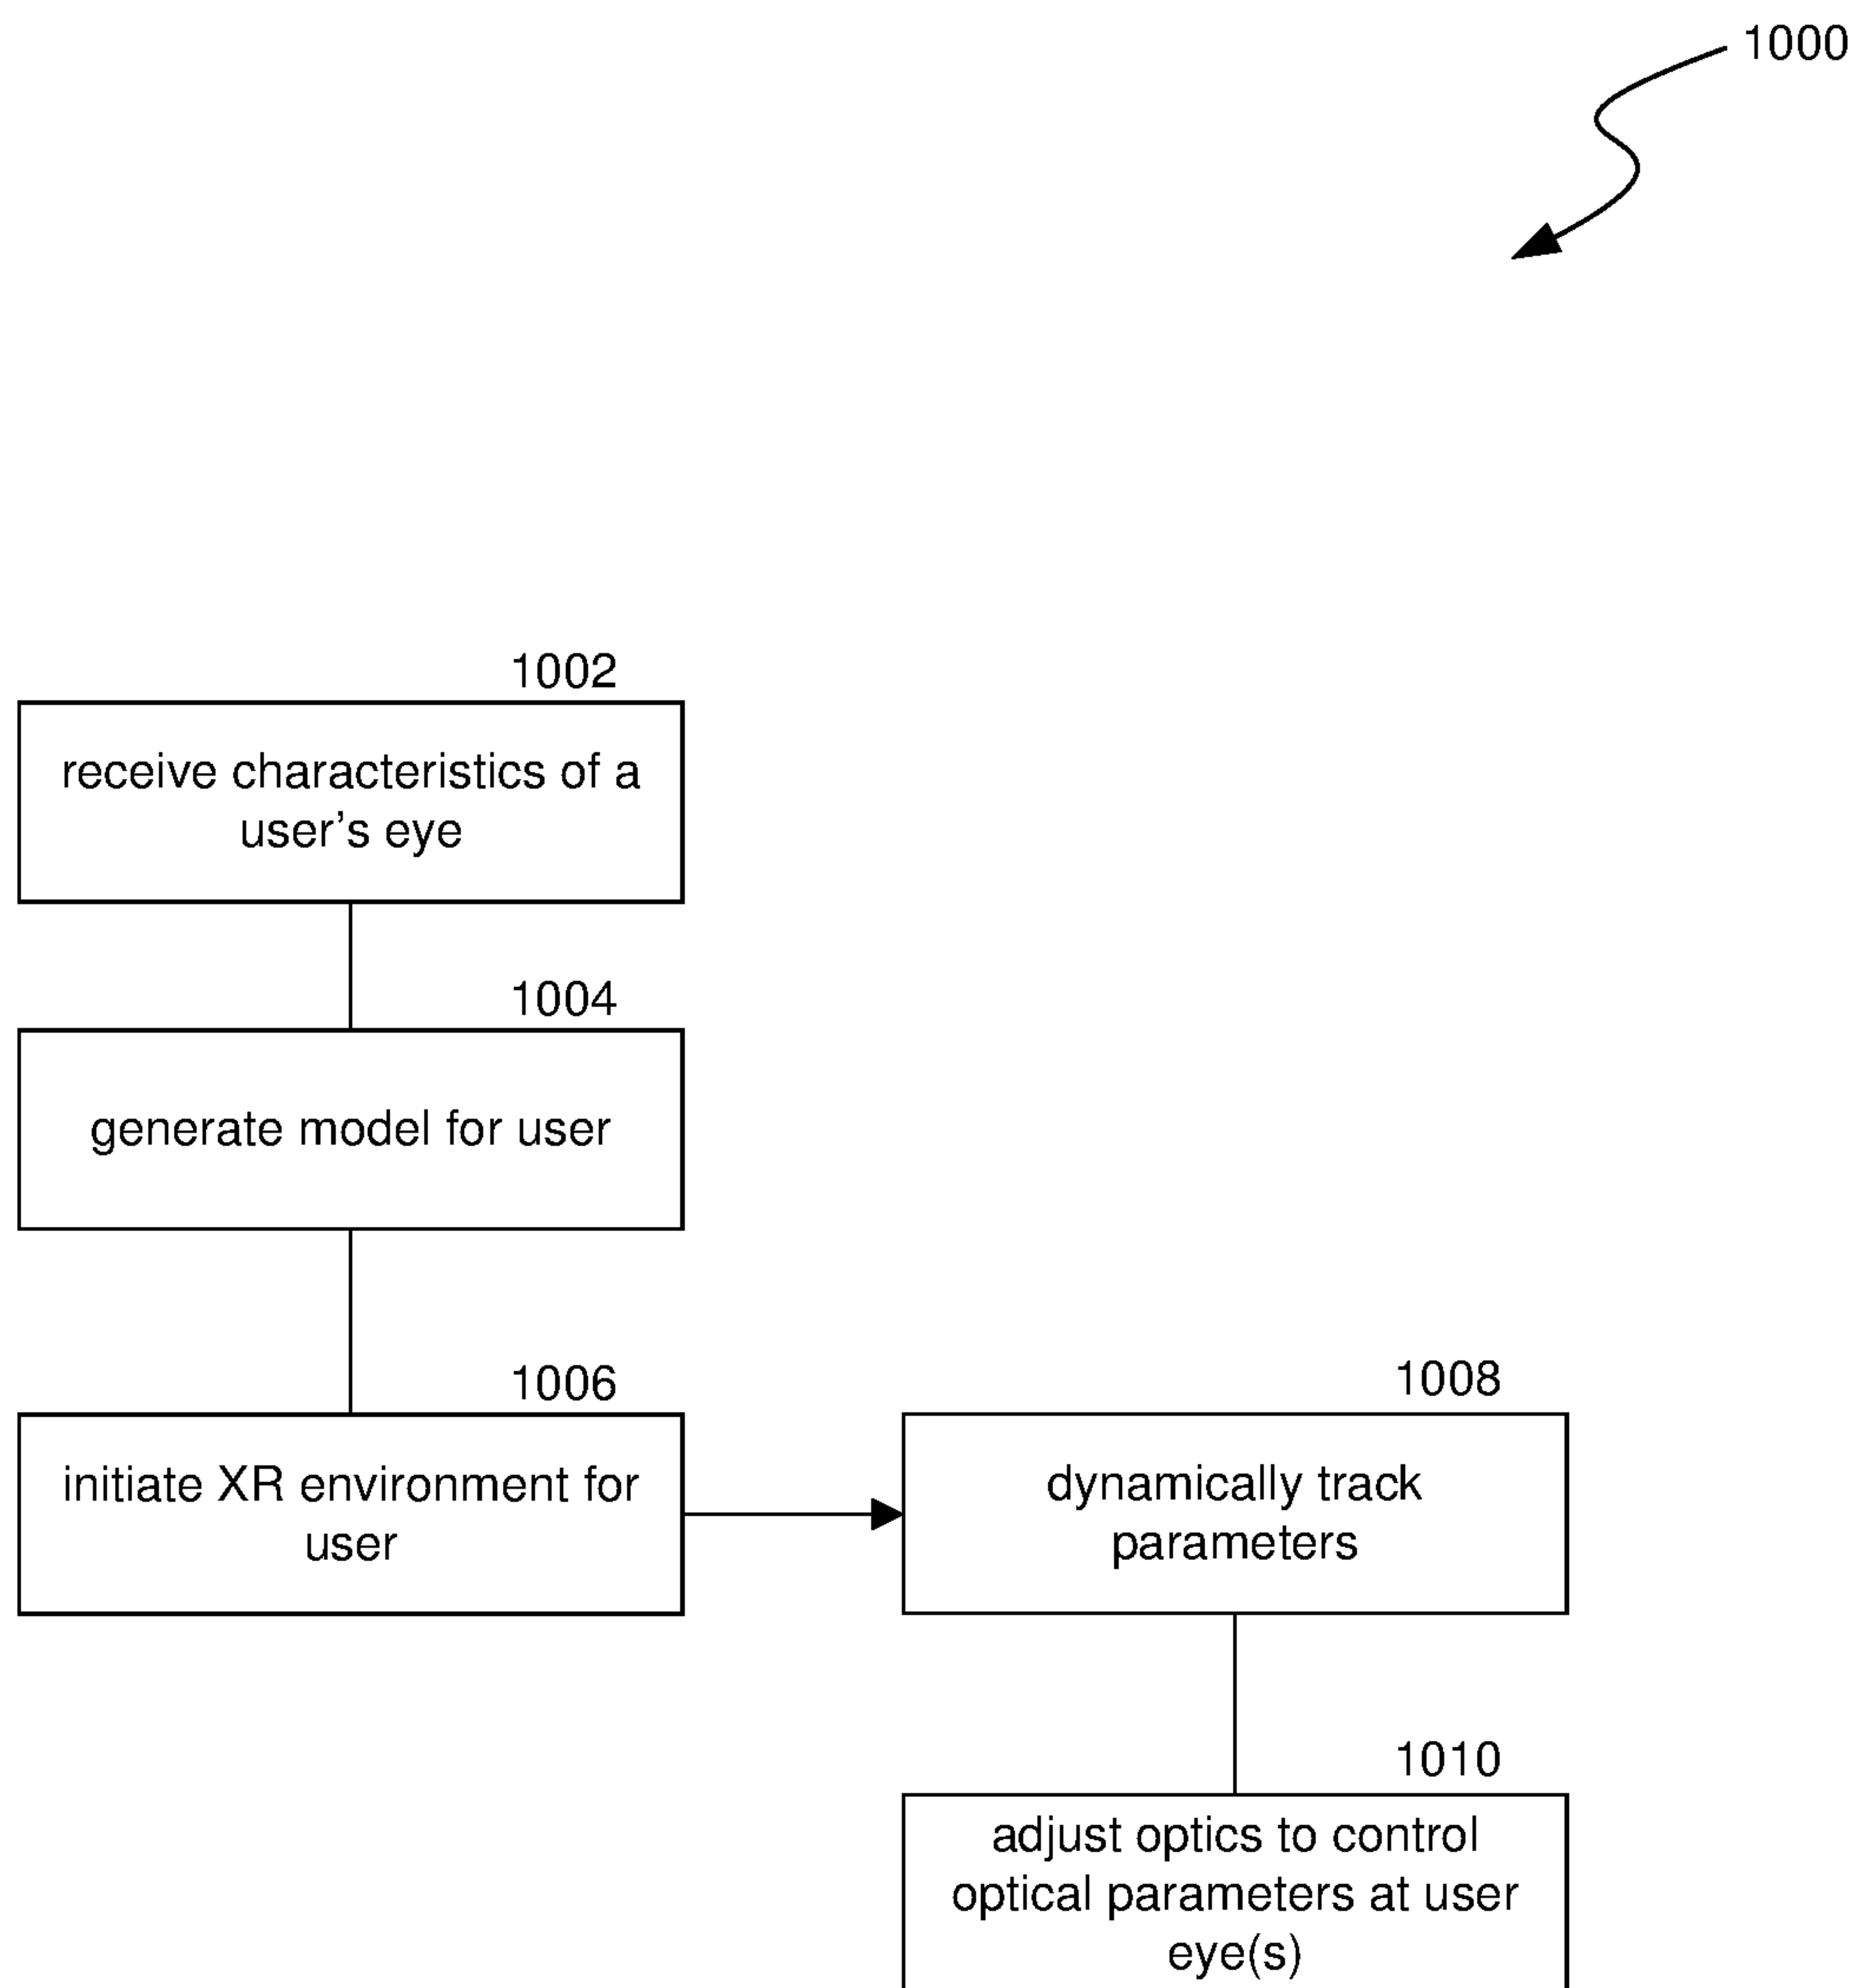 1000
1002
receive characteristics of a
user's eye
1004
generate model for user
1006
initiate XR environment for
user
1008
dynamically track
parameters
1010
adjust optics to control
optical parameters at user
eye(s)